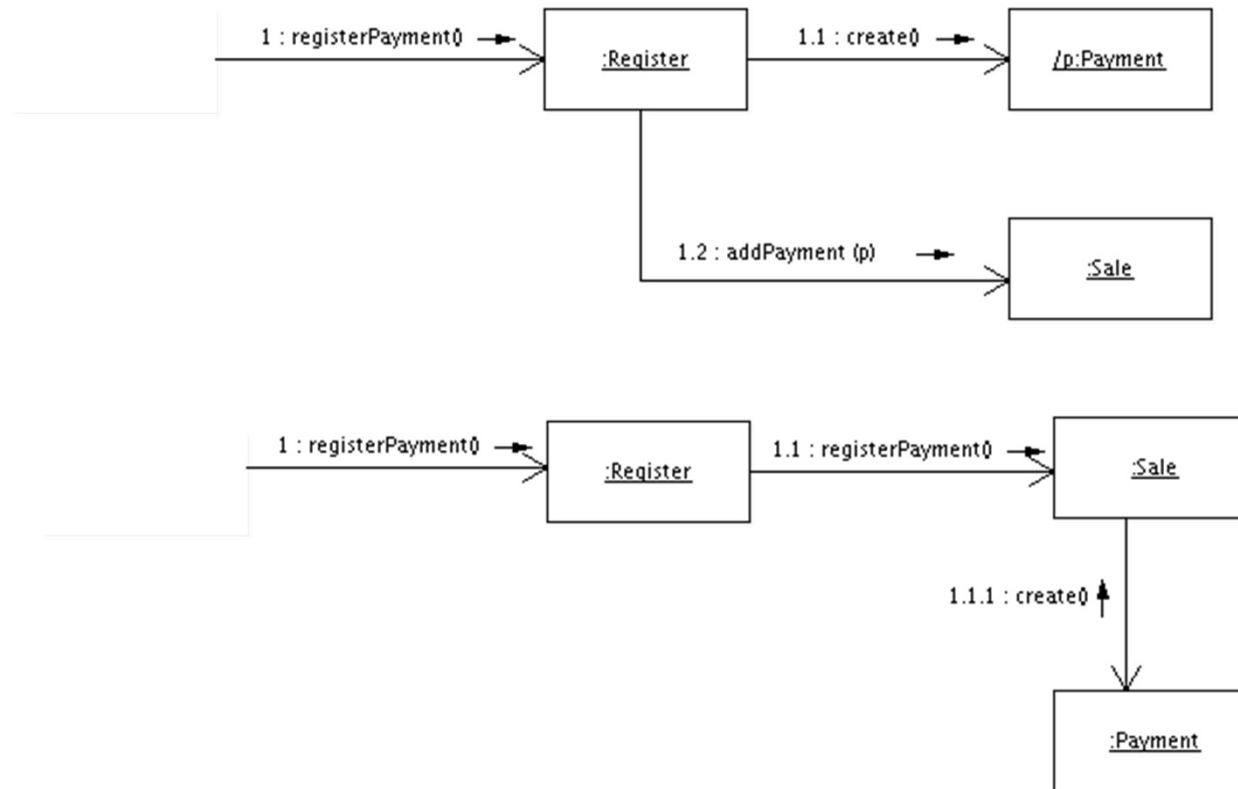 1 : registerPayment()
:Register
1.1 : create()
/p:Payment
1.2 : addPayment (p)
:Sale
1 : registerPayment()
:Register
1.1 : registerPayment()
:Sale
1.1.1 : create()
:Payment